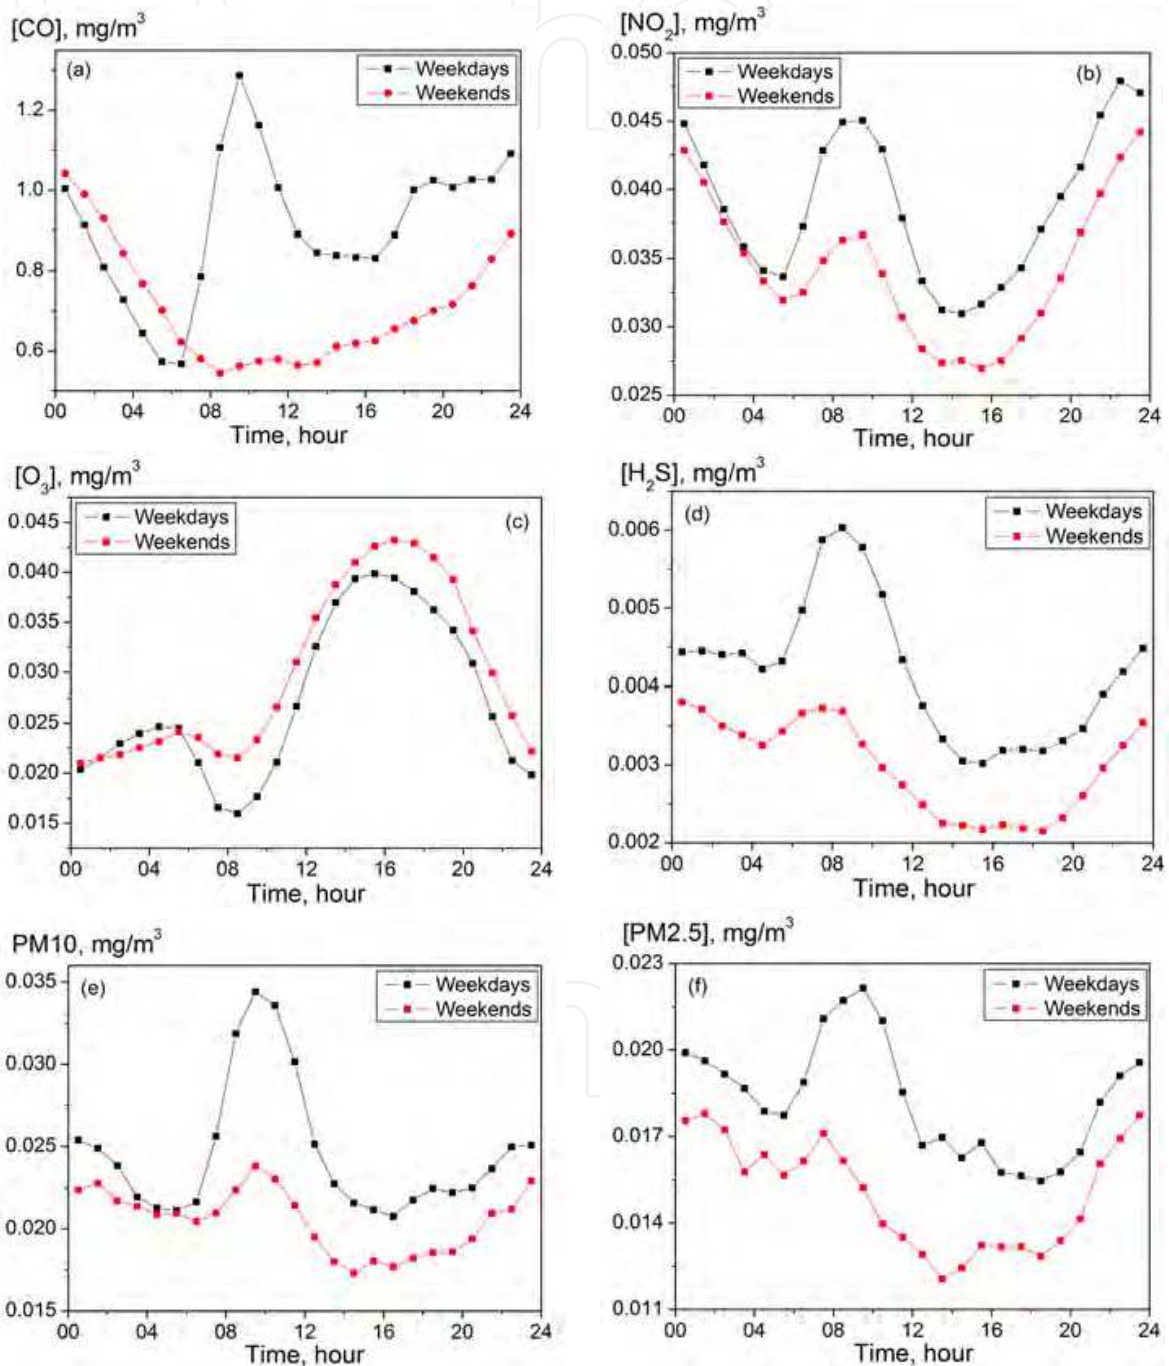 [CO], mg/m³
(a)
Weekdays
Weekends
1.2
1.0
0.8
0.6
00 04 08 12 16 20 24
Time, hour
[NO₂], mg/m³
0.050
Weekdays
Weekends
(b)
0.045
0.040
0.035
0.030
0.025
00 04 08 12 16 20 24
Time, hour
[O₃], mg/m³
0.045
Weekdays
Weekends
(c)
0.040
0.035
0.030
0.025
0.020
0.015
00 04 08 12 16 20 24
Time, hour
[H₂S], mg/m³
(d)
Weekdays
Weekends
0.006
0.005
0.004
0.003
0.002
00 04 08 12 16 20 24
Time, hour
PM10, mg/m³
0.035
(e)
Weekdays
Weekends
0.030
0.025
0.020
0.015
00 04 08 12 16 20 24
Time, hour
[PM2.5], mg/m³
0.023
(f)
Weekdays
Weekends
0.020
0.017
0.014
0.011
00 04 08 12 16 20 24
Time, hour